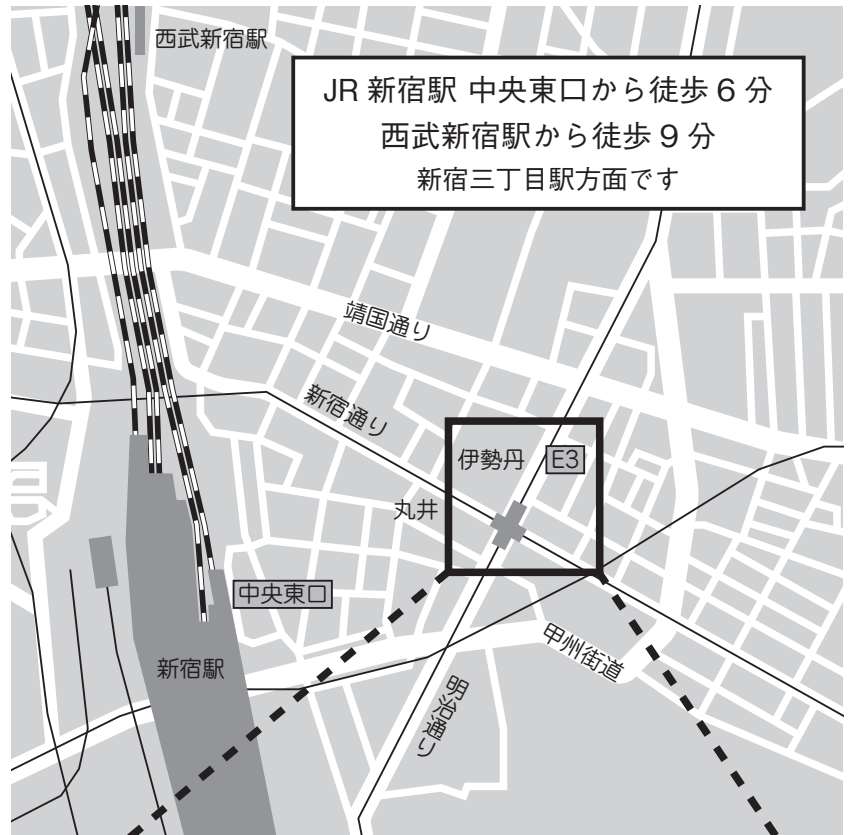 西武新宿駅
JR 新宿駅 中央東口から徒歩 6 分
西武新宿駅から徒歩 9 分
新宿三丁目駅方面です
靖国通り
新宿通り
伊勢丹 E3
丸井
中央東口
新宿駅
甲州街道
明治通り